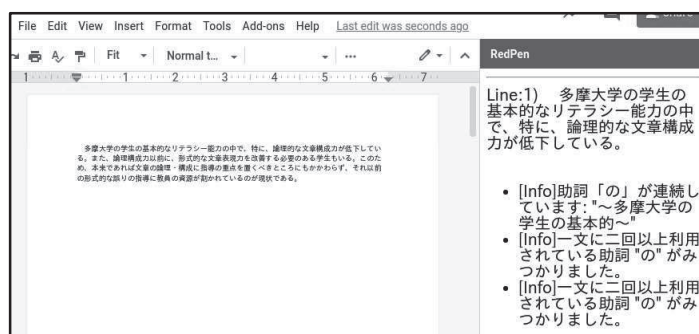 File Edit View Insert Format Tools Add-ons Help Last edit was seconds ago
Fit Normal t...
RedPen
1 1 2 3 4 5 6 7
多摩大学の学生の基本的なリテラシー能力の中で、特に、論理的な文章構成力が低下してい
る。また、論理構成力以前に、形式的な文章表現力を改善する必要のある学生もいる。このた
め、本来であれば文章の論理・構成に指導の重点を置くべきところにもかかわらず、それ以前
の形式的な誤りの指導に教員の資源が割かれているのが現状である。
Line:1) 多摩大学の学生の
基本的なリテラシー能力の中
で、特に、論理的な文章構成
力が低下している。
• [Info]助詞「の」が連続し
ています: "～多摩大学の
学生の基本的～"
• [Info]一文に二回以上利用
されている助詞 "の" がみ
つかりました。
• [Info]一文に二回以上利用
されている助詞 "の" がみ
つかりました。